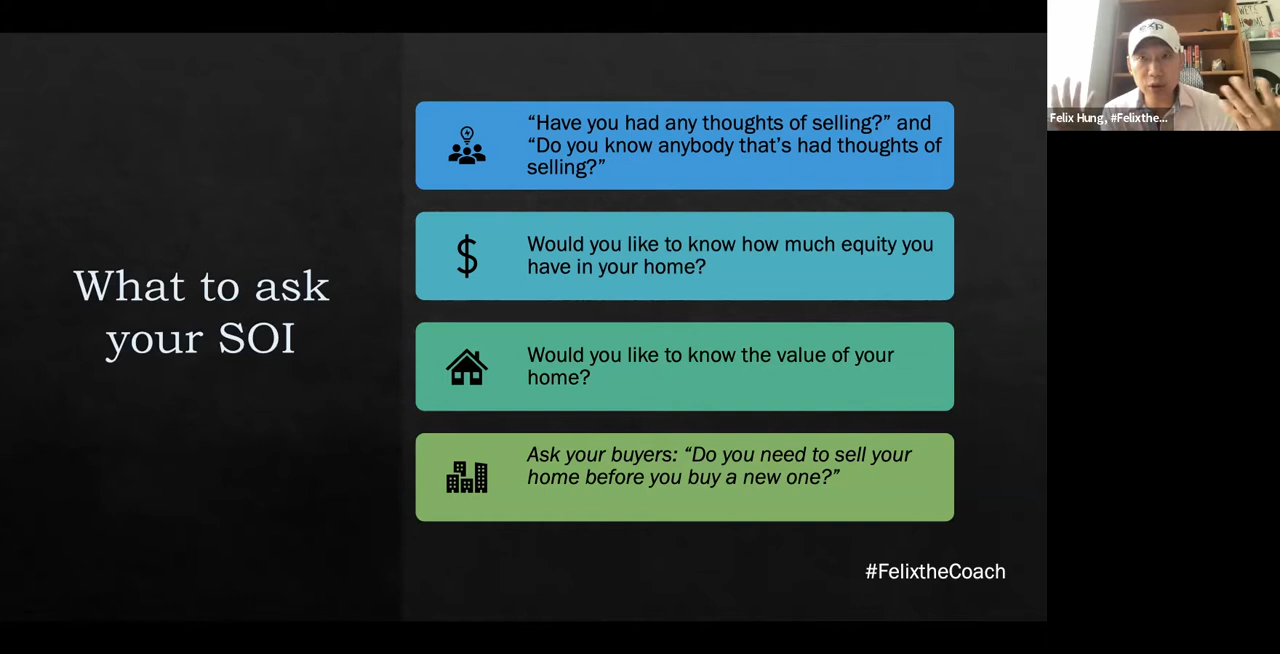 What to ask
your SOI
“Have you had any thoughts of selling?” and
“Do you know anybody that’s had thoughts of
selling?”
$
Would you like to know how much equity you
have in your home?
Would you like to know the value of your
home?
Ask your buyers: “Do you need to sell your
home before you buy a new one?”
#FelixtheCoach
exp
Felix Hung, #Felixthe...